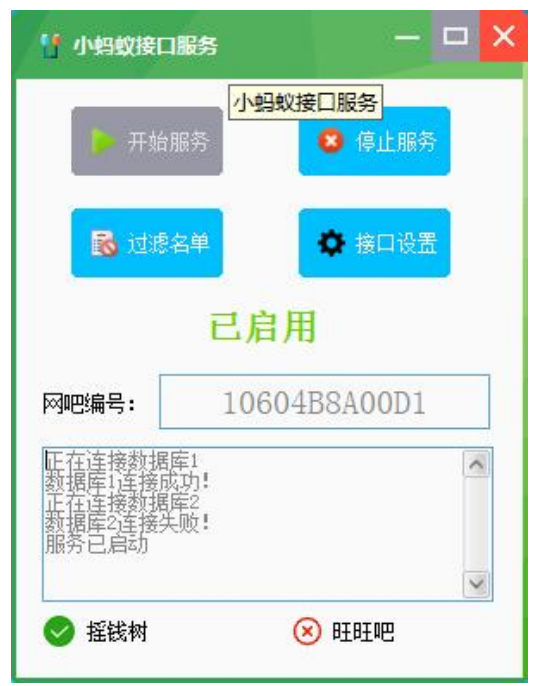 小蚂蚁接口服务
小蚂蚁接口服务
开始服务
停止服务
过滤名单
接口设置
已启用
网吧编号：
10604B8A00D1
正在连接数据库1
数据库1连接成功!
正在连接数据库2
数据库2连接失败!
服务已启动
摇钱树
旺旺吧